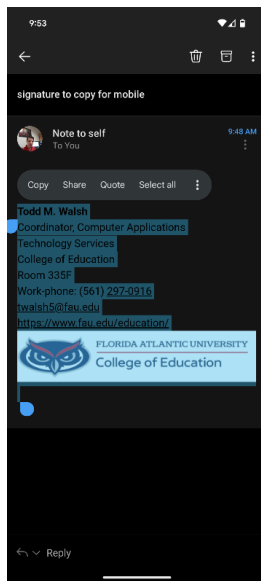 9:53
signature to copy for mobile
Note to self
9:48 AM
To You
Copy Share Quote Select all
Todd M. Walsh
Coordinator, Computer Applications
Technology Services
College of Education
Room 335F
Work-phone: (561) 297-0916
twalsh5@fau.edu
https://www.fau.edu/education/
FLORIDA ATLANTIC UNIVERSITY
College of Education
Reply